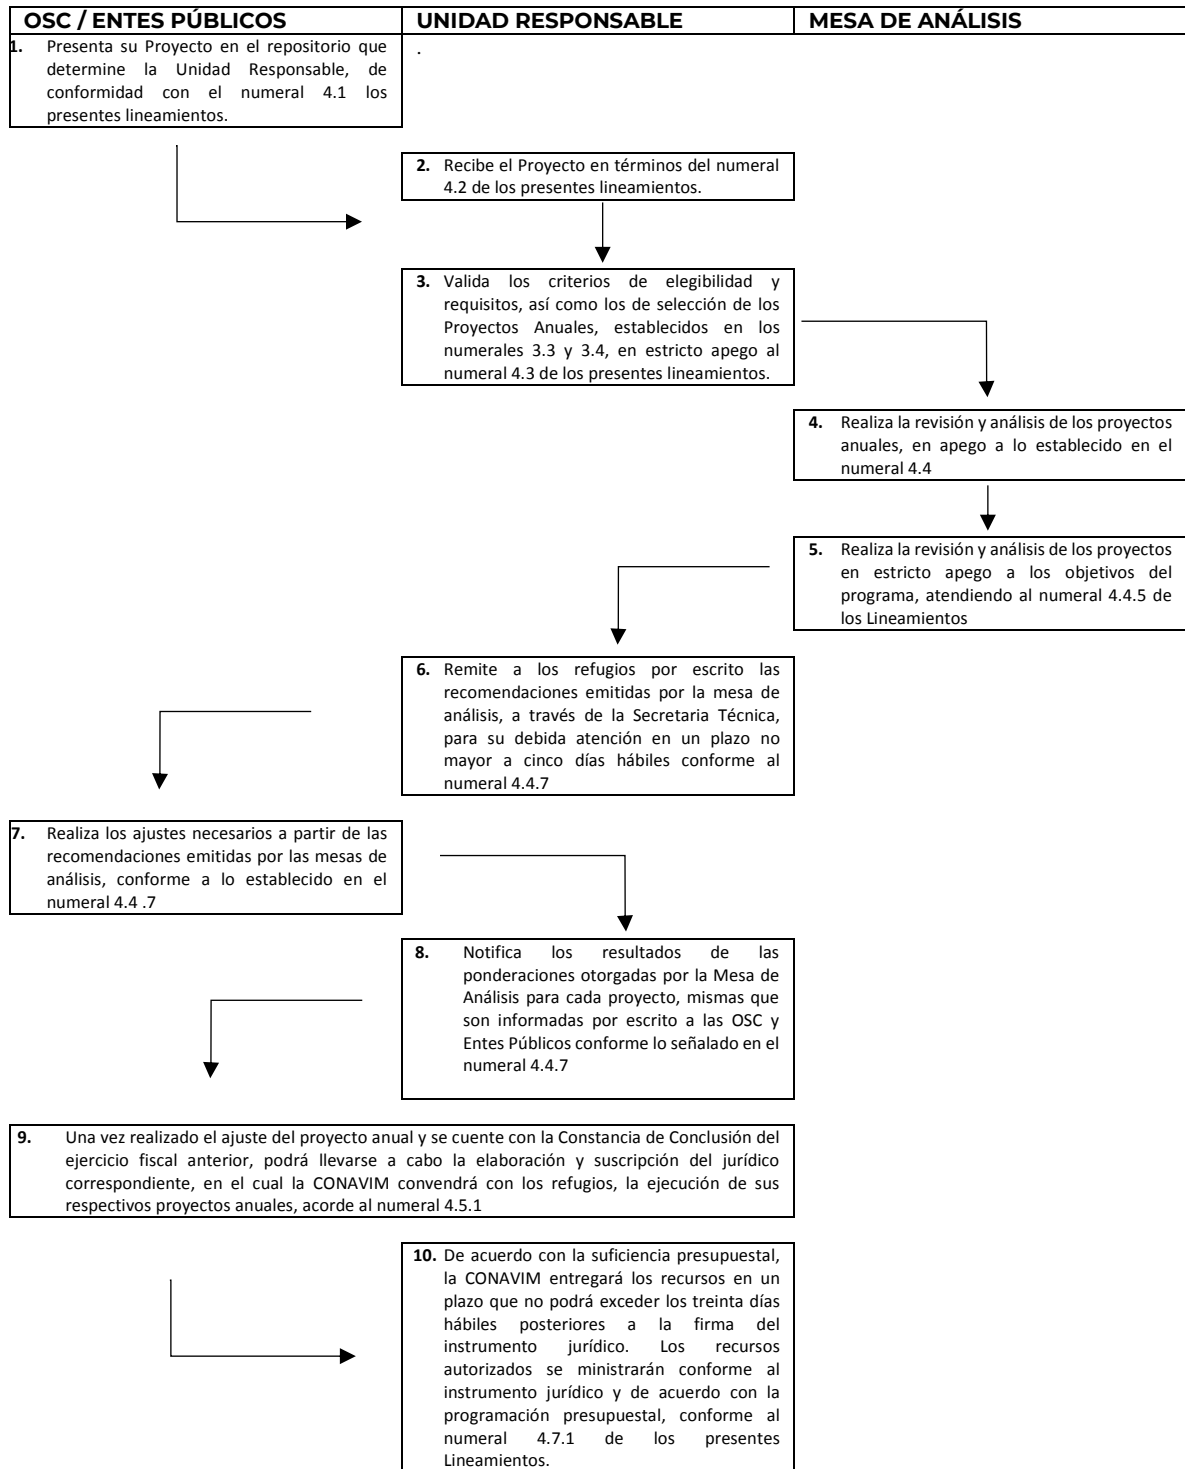 OSC / ENTES PÚBLICOS
UNIDAD RESPONSABLE
MESA DE ANÁLISIS
1. Presenta su Proyecto en el repositorio que
determine la Unidad Responsable, de
conformidad con el numeral 4.1 los
presentes lineamientos.
.
2. Recibe el Proyecto en términos del numeral
4.2 de los presentes lineamientos.
3. Valida los criterios de elegibilidad y
requisitos, así como los de selección de los
Proyectos Anuales, establecidos en los
numerales 3.3 y 3.4, en estricto apego al
numeral 4.3 de los presentes lineamientos.
4. Realiza la revisión y análisis de los proyectos
anuales, en apego a lo establecido en el
numeral 4.4
5. Realiza la revisión y análisis de los proyectos
en estricto apego a los objetivos del
programa, atendiendo al numeral 4.4.5 de
los Lineamientos
6. Remite a los refugios por escrito las
recomendaciones emitidas por la mesa de
análisis, a través de la Secretaria Técnica,
para su debida atención en un plazo no
mayor a cinco días hábiles conforme al
numeral 4.4.7
7. Realiza los ajustes necesarios a partir de las
recomendaciones emitidas por las mesas de
análisis, conforme a lo establecido en el
numeral 4.4 .7
8. Notifica los resultados de las
ponderaciones otorgadas por la Mesa de
Análisis para cada proyecto, mismas que
son informadas por escrito a las OSC y
Entes Públicos conforme lo señalado en el
numeral 4.4.7
9. Una vez realizado el ajuste del proyecto anual y se cuente con la Constancia de Conclusión del
ejercicio fiscal anterior, podrá llevarse a cabo la elaboración y suscripción del jurídico
correspondiente, en el cual la CONAVIM convendrá con los refugios, la ejecución de sus
respectivos proyectos anuales, acorde al numeral 4.5.1
10. De acuerdo con la suficiencia presupuestal,
la CONAVIM entregará los recursos en un
plazo que no podrá exceder los treinta días
hábiles posteriores a la firma del
instrumento jurídico. Los recursos
autorizados se ministrarán conforme al
instrumento jurídico y de acuerdo con la
programación presupuestal, conforme al
numeral 4.7.1 de los presentes
Lineamientos.